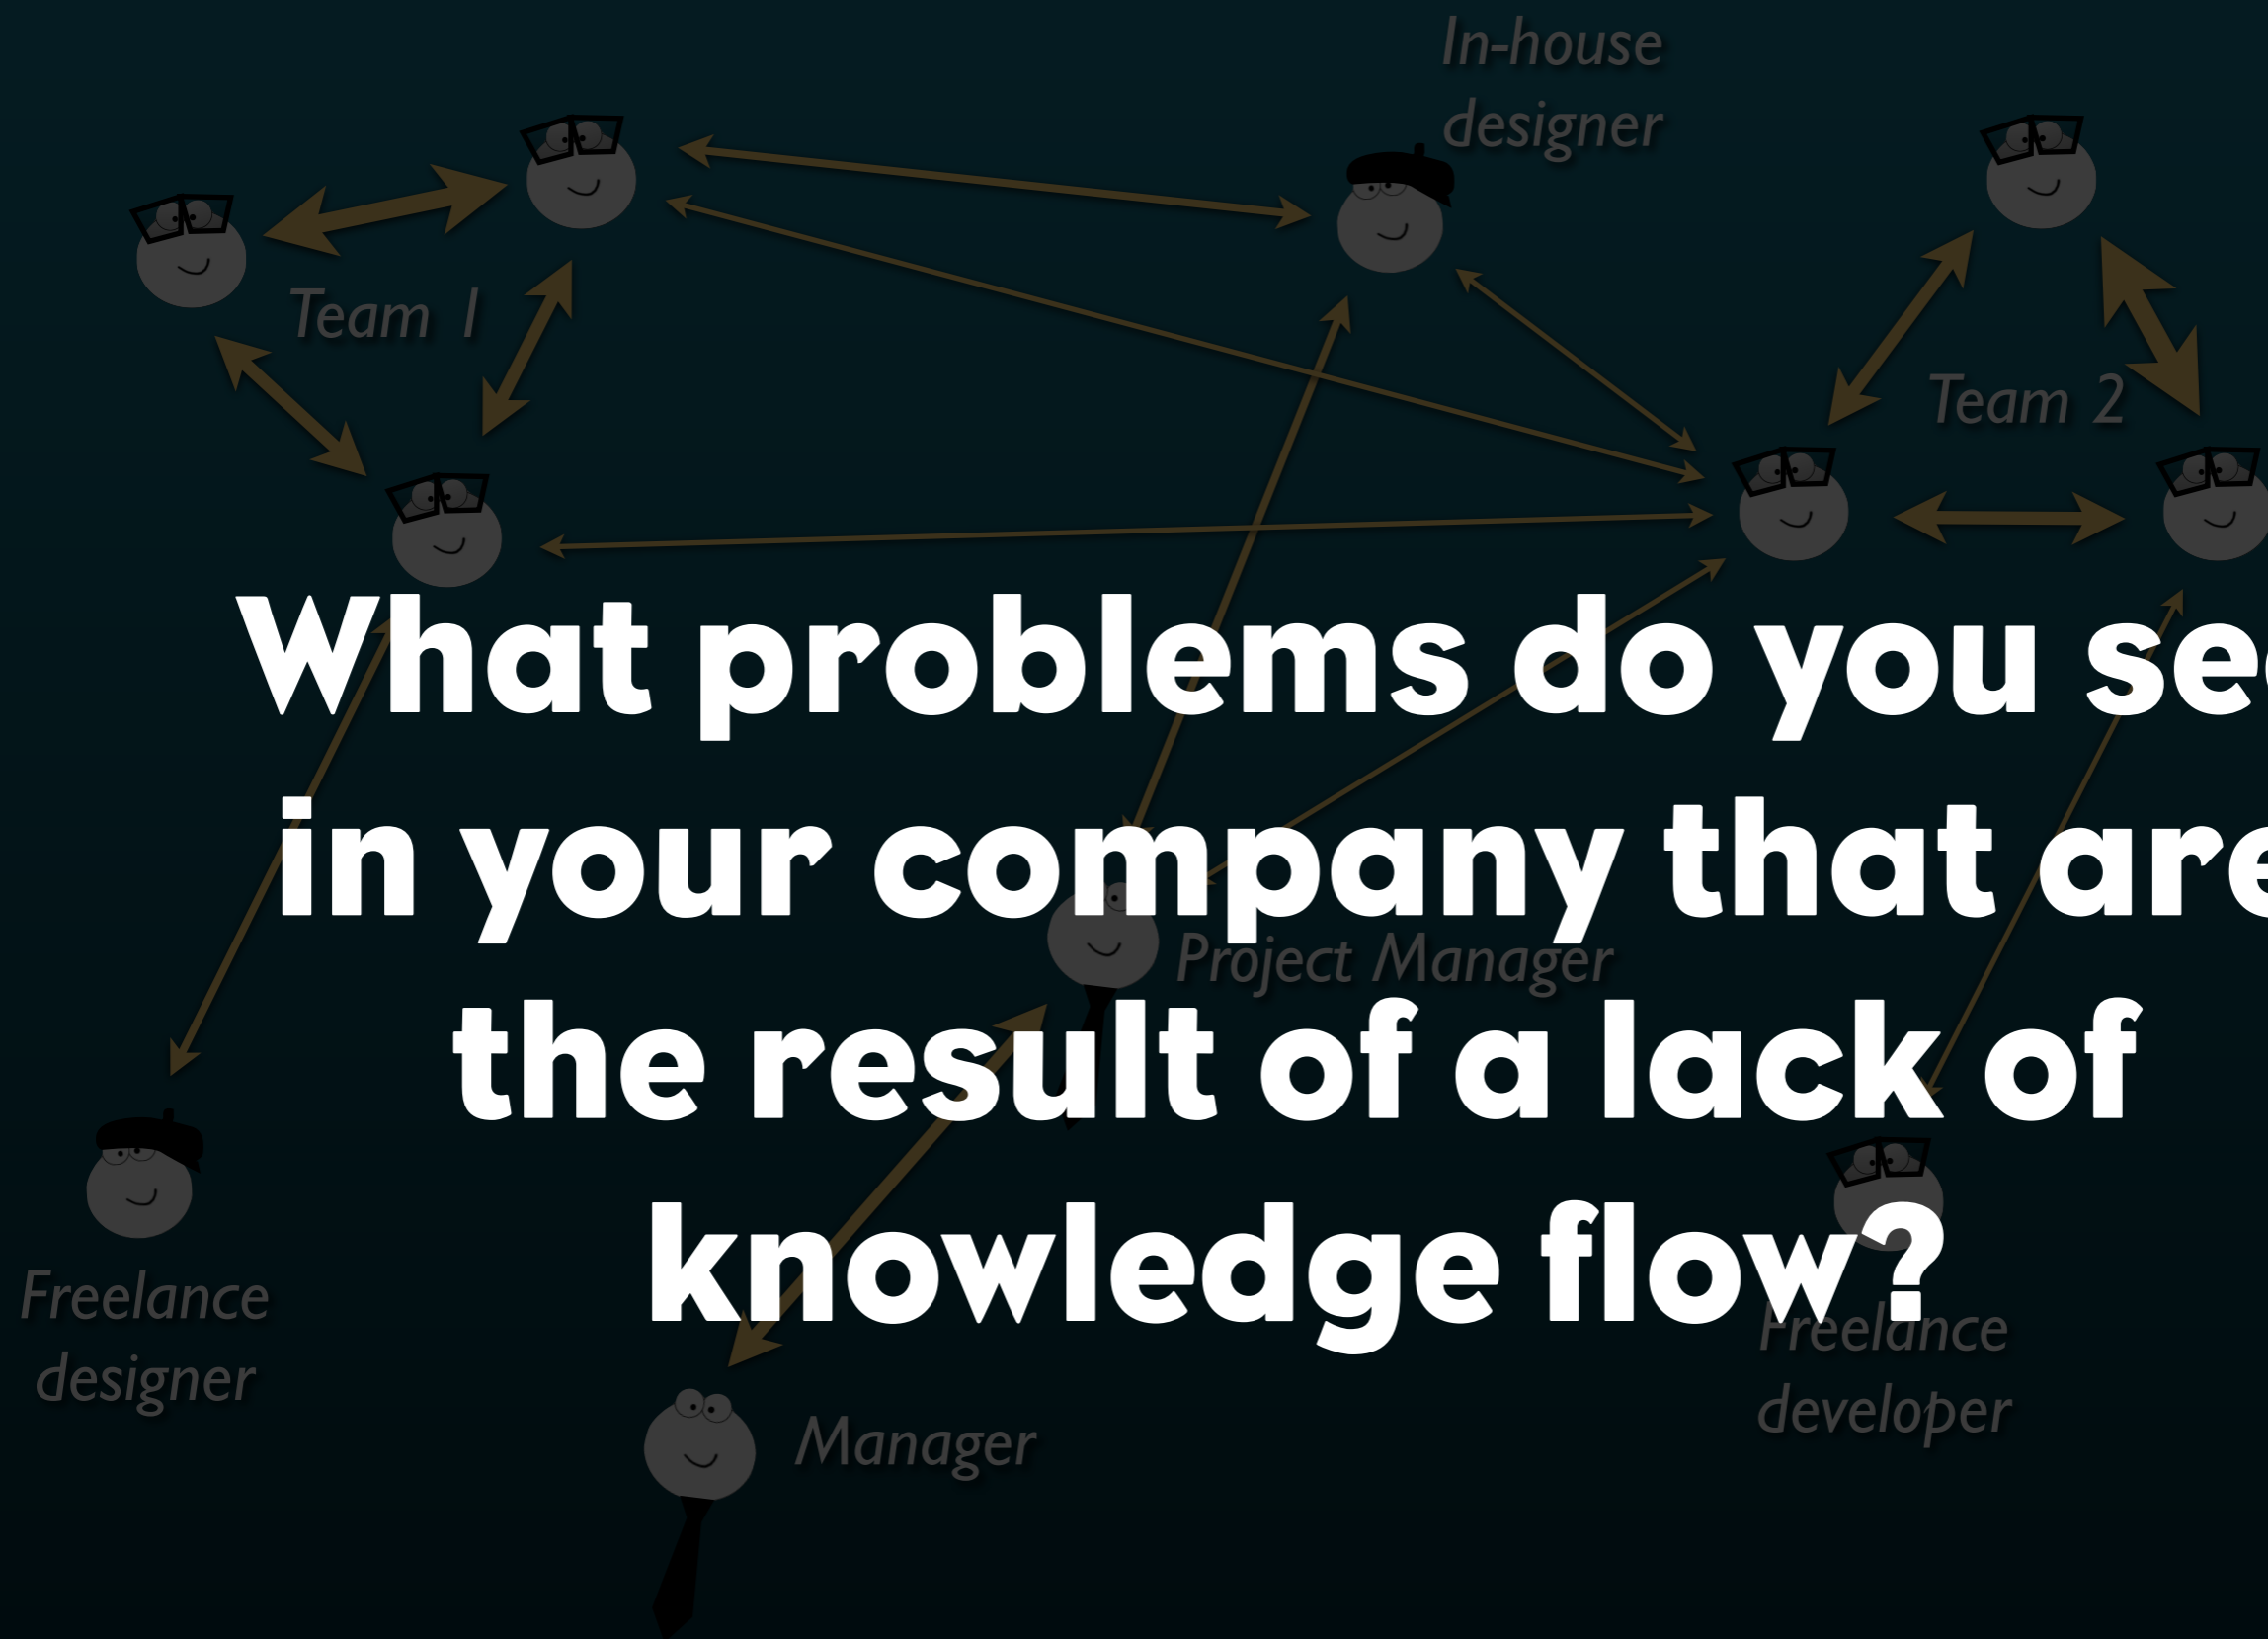 In-house
designer
Team 1
Team 2
What problems do you se
in your company that are
Project Manager
the result of a lack of
knowledge flow?
Freelance
designer
Freelance
developer
Manager